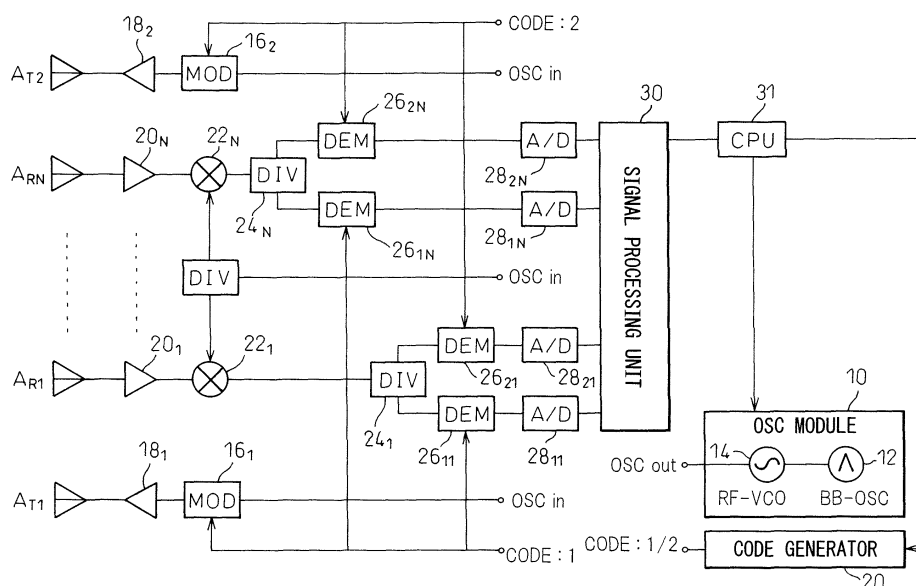 18₂ 16₂ CODE : 2
A_T2 MOD OSC in
26₂N 30 31
20_N 22_N DEM A/D CPU
A_RN DIV 28₂N
24_N DEM A/D
26₁N 28₁N
DIV OSC in
SIGNAL PROCESSING UNIT
20₁ 22₁ DEM A/D
A_R1 DIV 26₂₁ 28₂₁
24₁ DEM A/D 10
26₁₁ 28₁₁ OSC MODULE
18₁ 16₁ 14 12
OSC out
A_T1 MOD OSC in RF-VCO BB-OSC
CODE : 1 CODE : 1/2 CODE GENERATOR
20